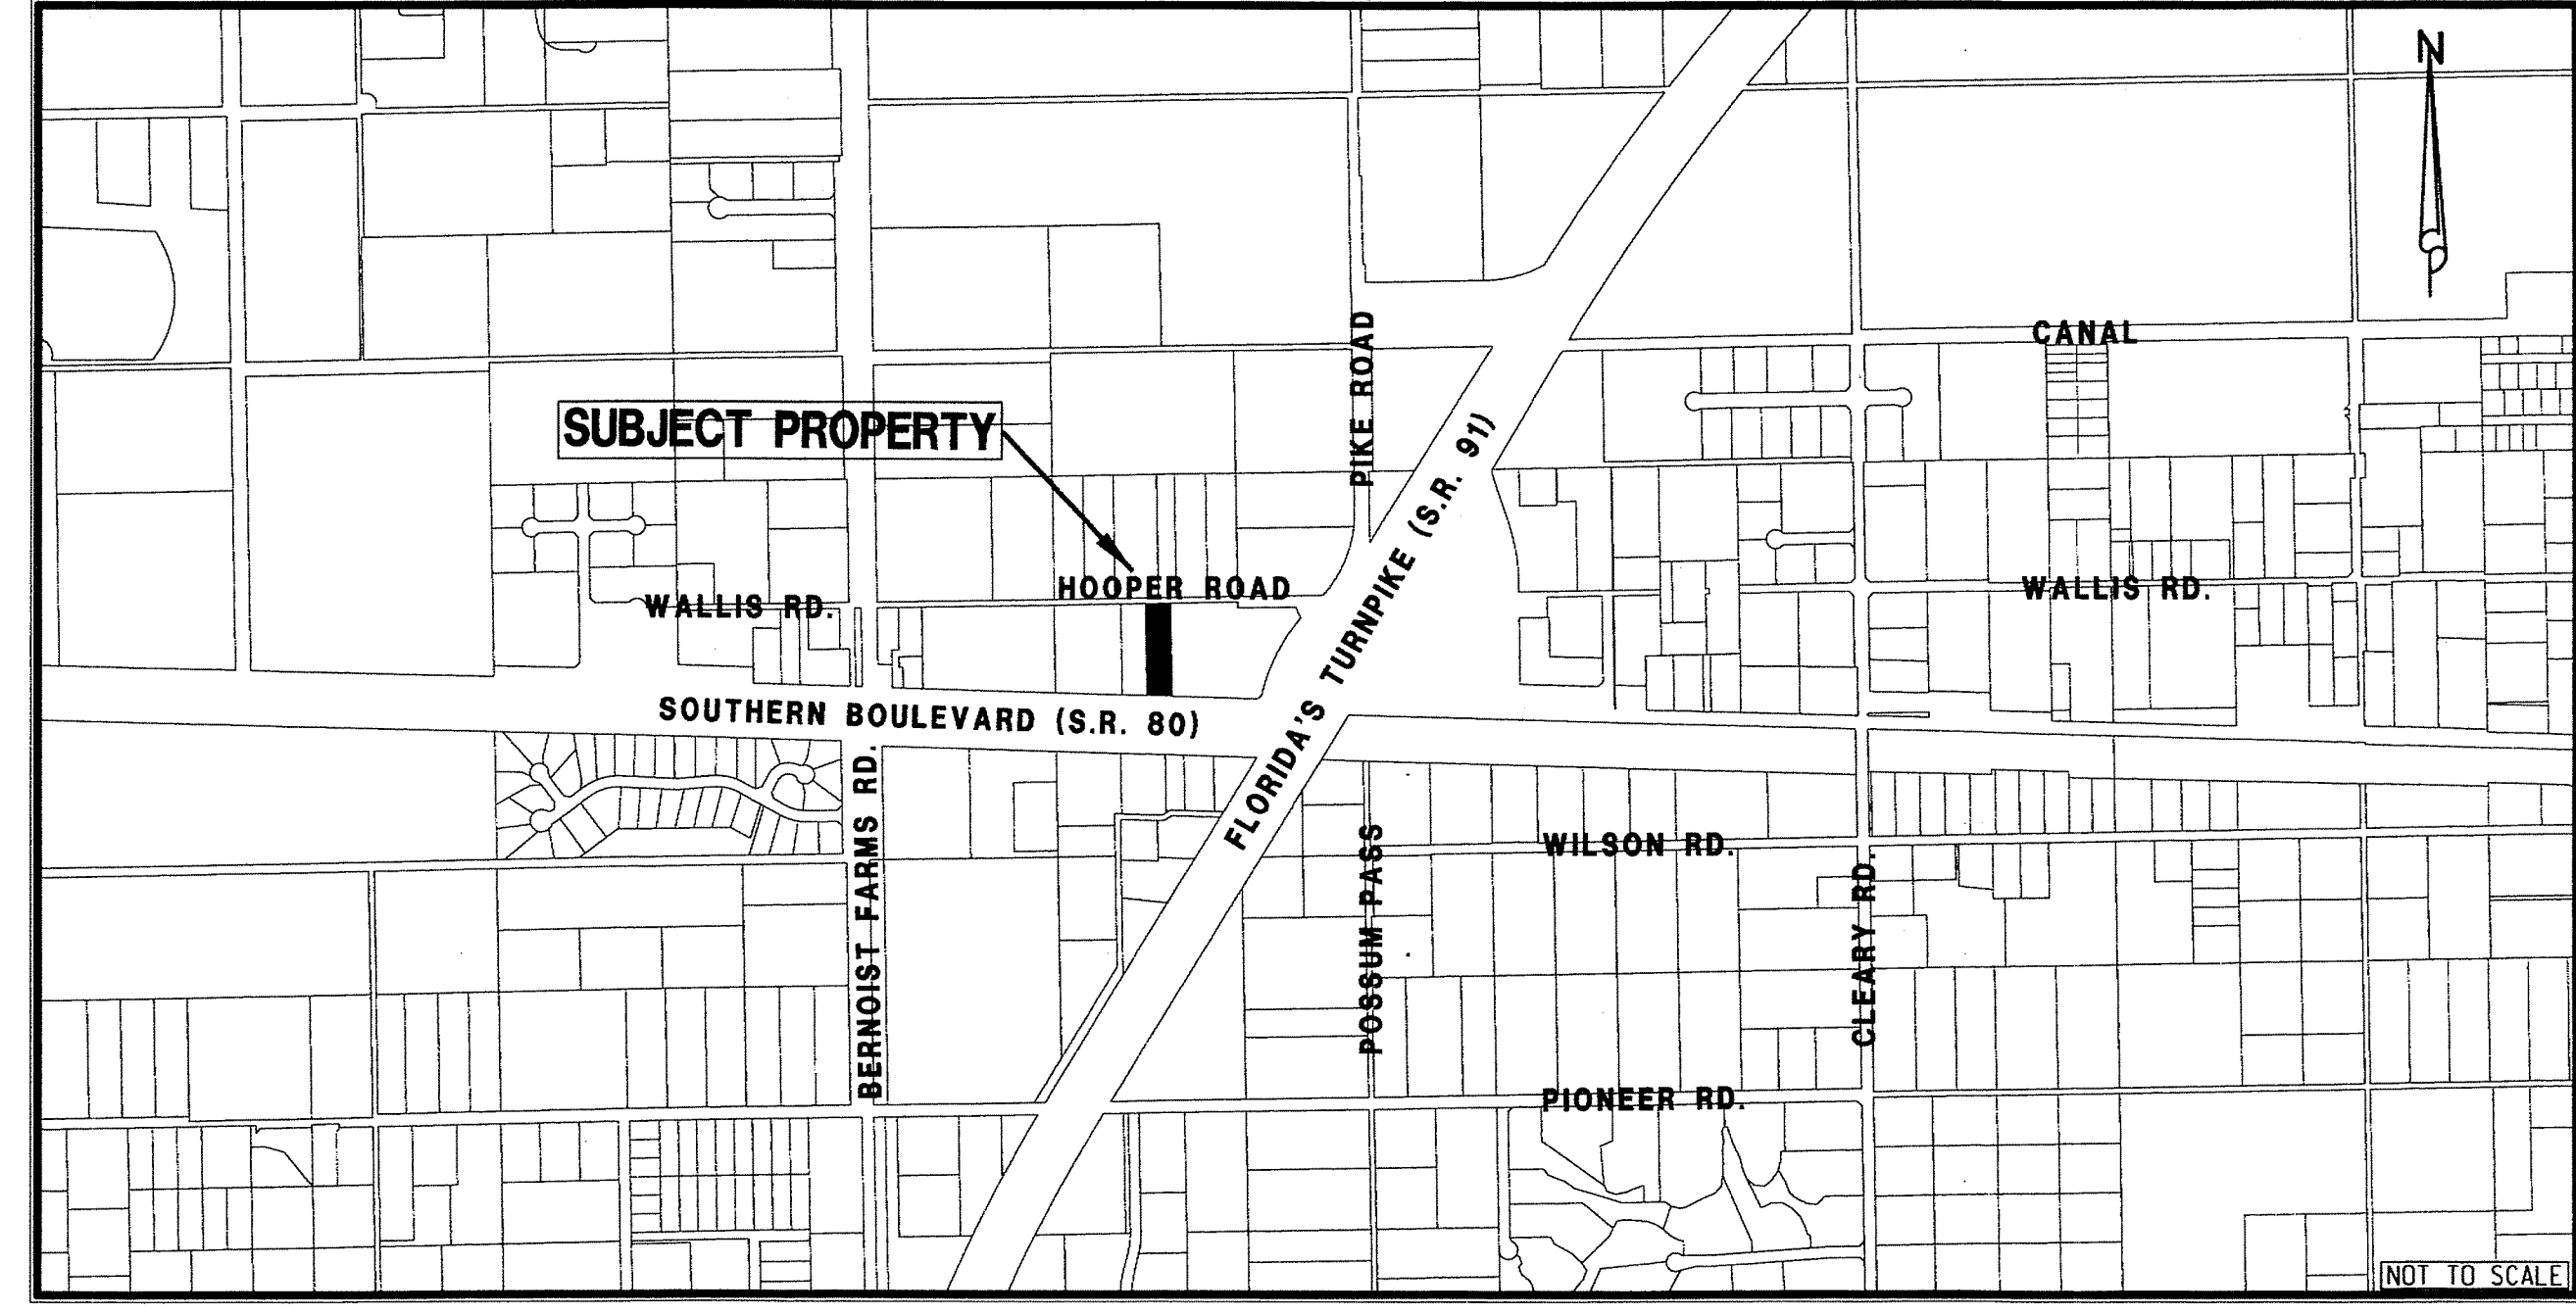 N
CANAL
PIKE ROAD
SUBJECT PROPERTY
FLORIDA'S TURNPIKE (S.R. 91)
HOOPER ROAD
WALLIS RD.
WALLIS RD.
SOUTHERN BOULEVARD (S.R. 80)
BERNOIST FARMS RD.
POSSUM PASS
WILSON RD.
CLEARY RD.
PIONEER RD.
NOT TO SCALE